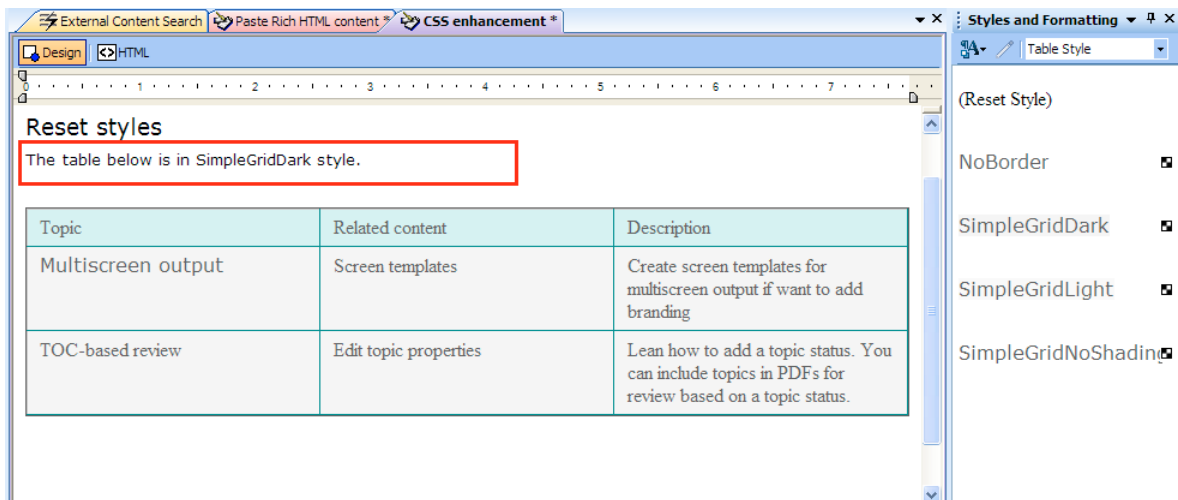 External Content Search Paste Rich HTML content * CSS enhancement *
Styles and Formatting
Design HTML
Table Style
0 1 2 3 4 5 6 7
(Reset Style)
Reset styles
The table below is in SimpleGridDark style.
NoBorder
SimpleGridDark
SimpleGridLight
SimpleGridNoShading
Topic Related content Description
Multiscreen output Screen templates Create screen templates for
multiscreen output if want to add
branding
TOC-based review Edit topic properties Lean how to add a topic status. You
can include topics in PDFs for
review based on a topic status.